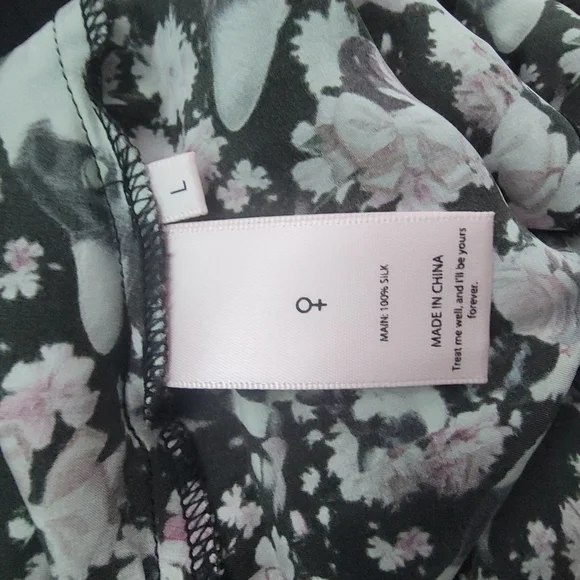 L
MAIN: 100% SILK
MADE IN CHINA
Treat me well, and I'll be yours
forever.